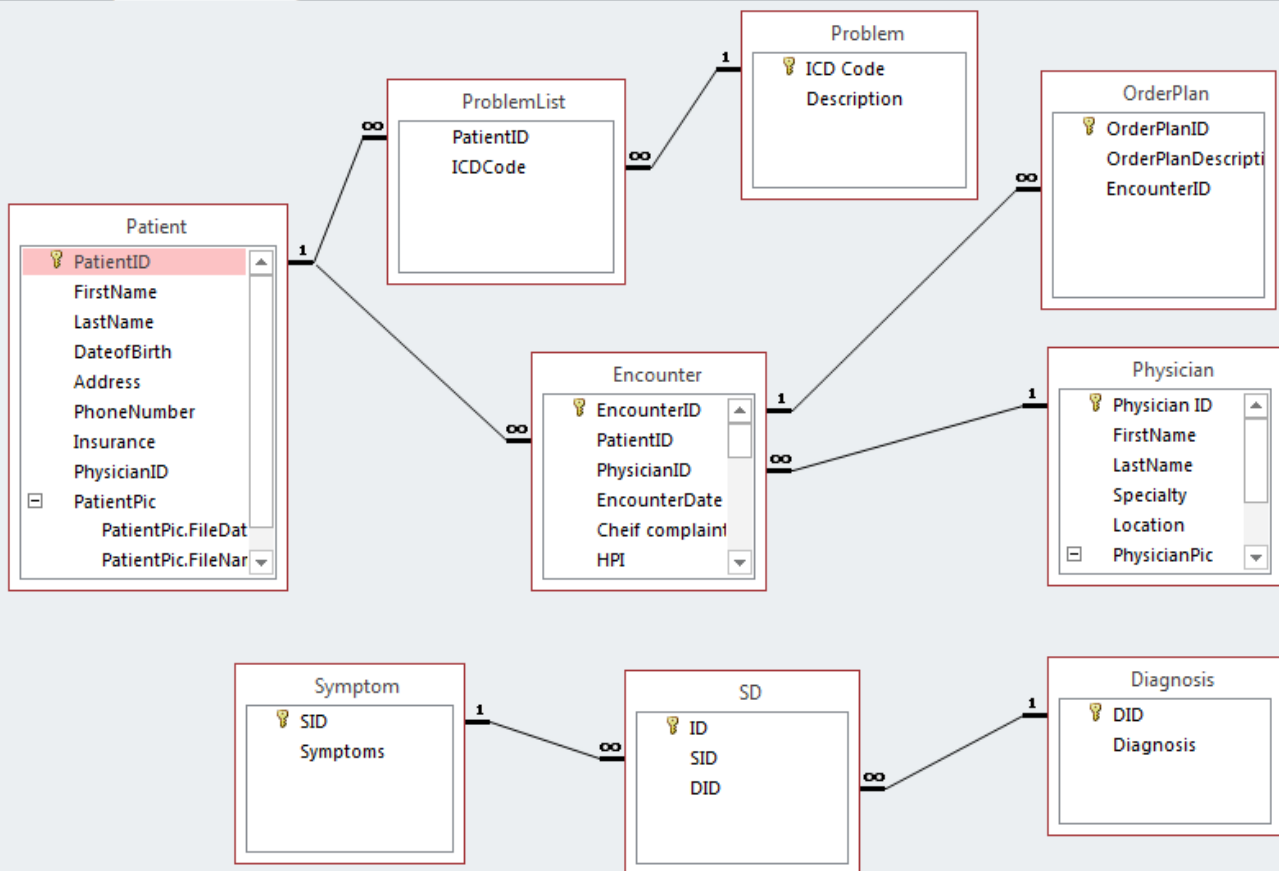 Problem
ICD Code
Description
1
ProblemList
PatientID
ICDCode
∞
∞
OrderPlan
OrderPlanID
OrderPlanDescripti
EncounterID
∞
Patient
PatientID
FirstName
LastName
DateofBirth
Address
PhoneNumber
Insurance
PhysicianID
PatientPic
PatientPic.FileDat
PatientPic.FileNar
1
Encounter
EncounterID
PatientID
PhysicianID
EncounterDate
Cheif complaint
HPI
∞
1
∞
Physician
Physician ID
FirstName
LastName
Specialty
Location
PhysicianPic
1
Symptom
SID
Symptoms
1
SD
ID
SID
DID
∞
∞
Diagnosis
DID
Diagnosis
1